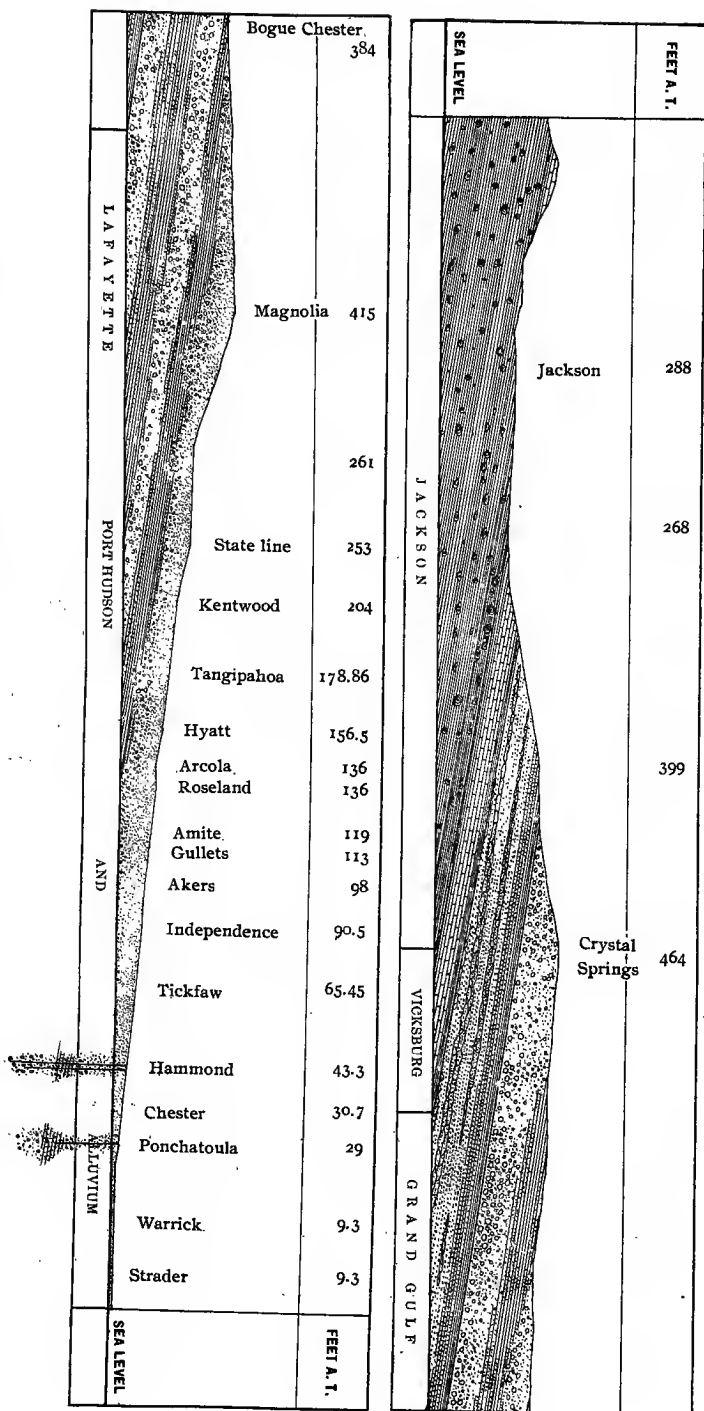 Bogue Chester 384
LAFAYETTE
Magnolia 415
261
PORT HUDSON
State line 253
Kentwood 204
Tangipahoa 178.86
Hyatt 156.5
Arcola 136
Roseland 136
AND
Amite 119
Gullets 113
Akers 98
Independence 90.5
Tickfaw 65.45
Hammond 43.3
Chester 30.7
ALLUVIUM
Ponchatoula 29
Warrick 9.3
Strader 9.3
SEA LEVEL
FEET A. T.
SEA LEVEL
FEET A. T.
JACKSON
Jackson 288
268
399
Crystal
Springs 464
VICKSBURG
GRAND GULF